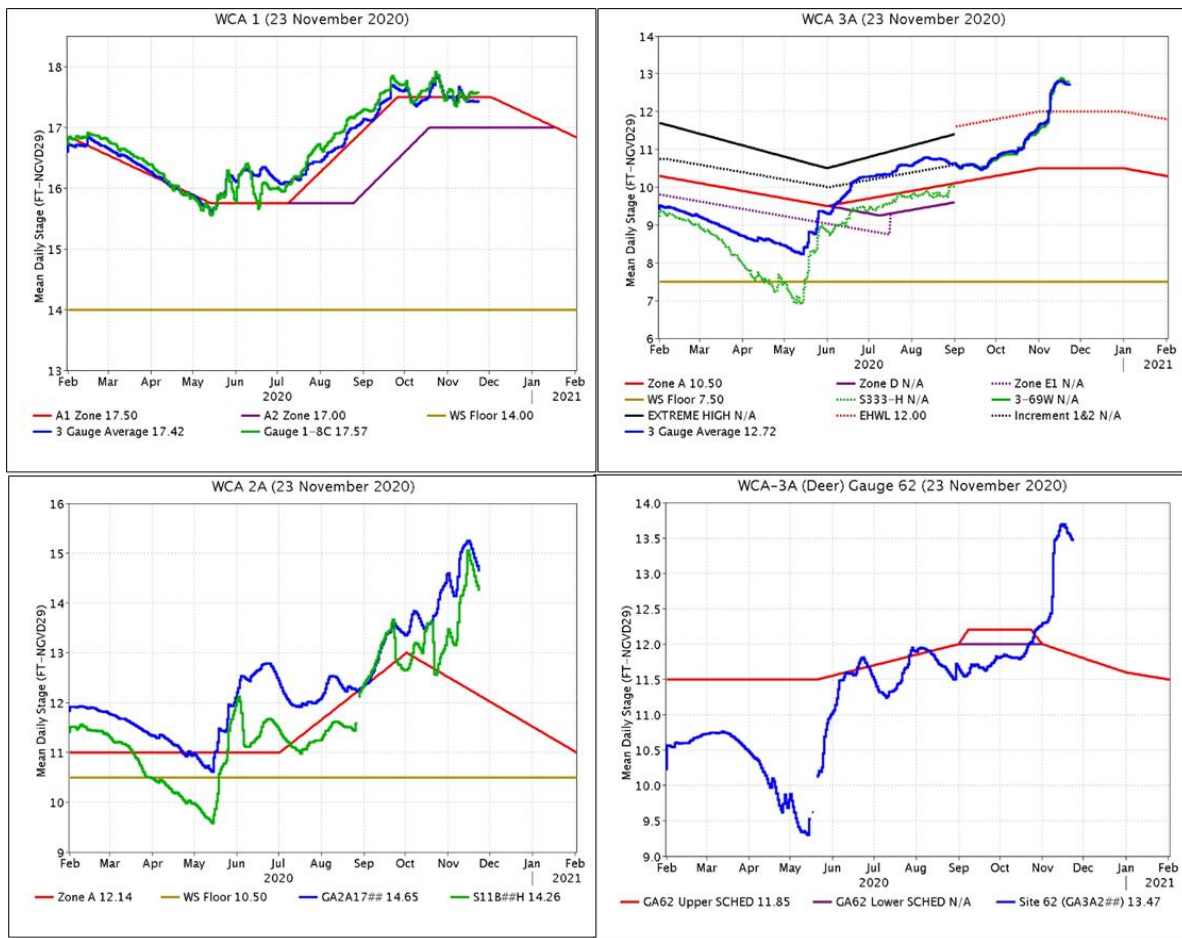 WCA 1 (23 November 2020)
Mean Daily Stage (FT-NGVD29)
18
17
16
15
14
13
Feb Mar Apr May Jun Jul Aug Sep Oct Nov Dec Jan Feb
2020 | 2021
A1 Zone 17.50 A2 Zone 17.00 WS Floor 14.00
3 Gauge Average 17.42 Gauge 1-8C 17.57
WCA 3A (23 November 2020)
Mean Daily Stage (FT-NGVD29)
14
13
12
11
10
9
8
7
6
Feb Mar Apr May Jun Jul Aug Sep Oct Nov Dec Jan Feb
2020 | 2021
Zone A 10.50 Zone D N/A Zone E1 N/A
WS Floor 7.50 S333-H N/A 3-69W N/A
EXTREME HIGH N/A EHWL 12.00 Increment 1&2 N/A
3 Gauge Average 12.72
WCA 2A (23 November 2020)
Mean Daily Stage (FT-NGVD29)
16
15
14
13
12
11
10
9
Feb Mar Apr May Jun Jul Aug Sep Oct Nov Dec Jan Feb
2020 | 2021
Zone A 12.14 WS Floor 10.50 GA2A17## 14.65 S11B##H 14.26
WCA-3A (Deer) Gauge 62 (23 November 2020)
Mean Daily Stage (FT-NGVD29)
14.0
13.5
13.0
12.5
12.0
11.5
11.0
10.5
10.0
9.5
9.0
Feb Mar Apr May Jun Jul Aug Sep Oct Nov Dec Jan Feb
2020 | 2021
GA62 Upper SCHED 11.85 GA62 Lower SCHED N/A Site 62 (GA3A2##) 13.47